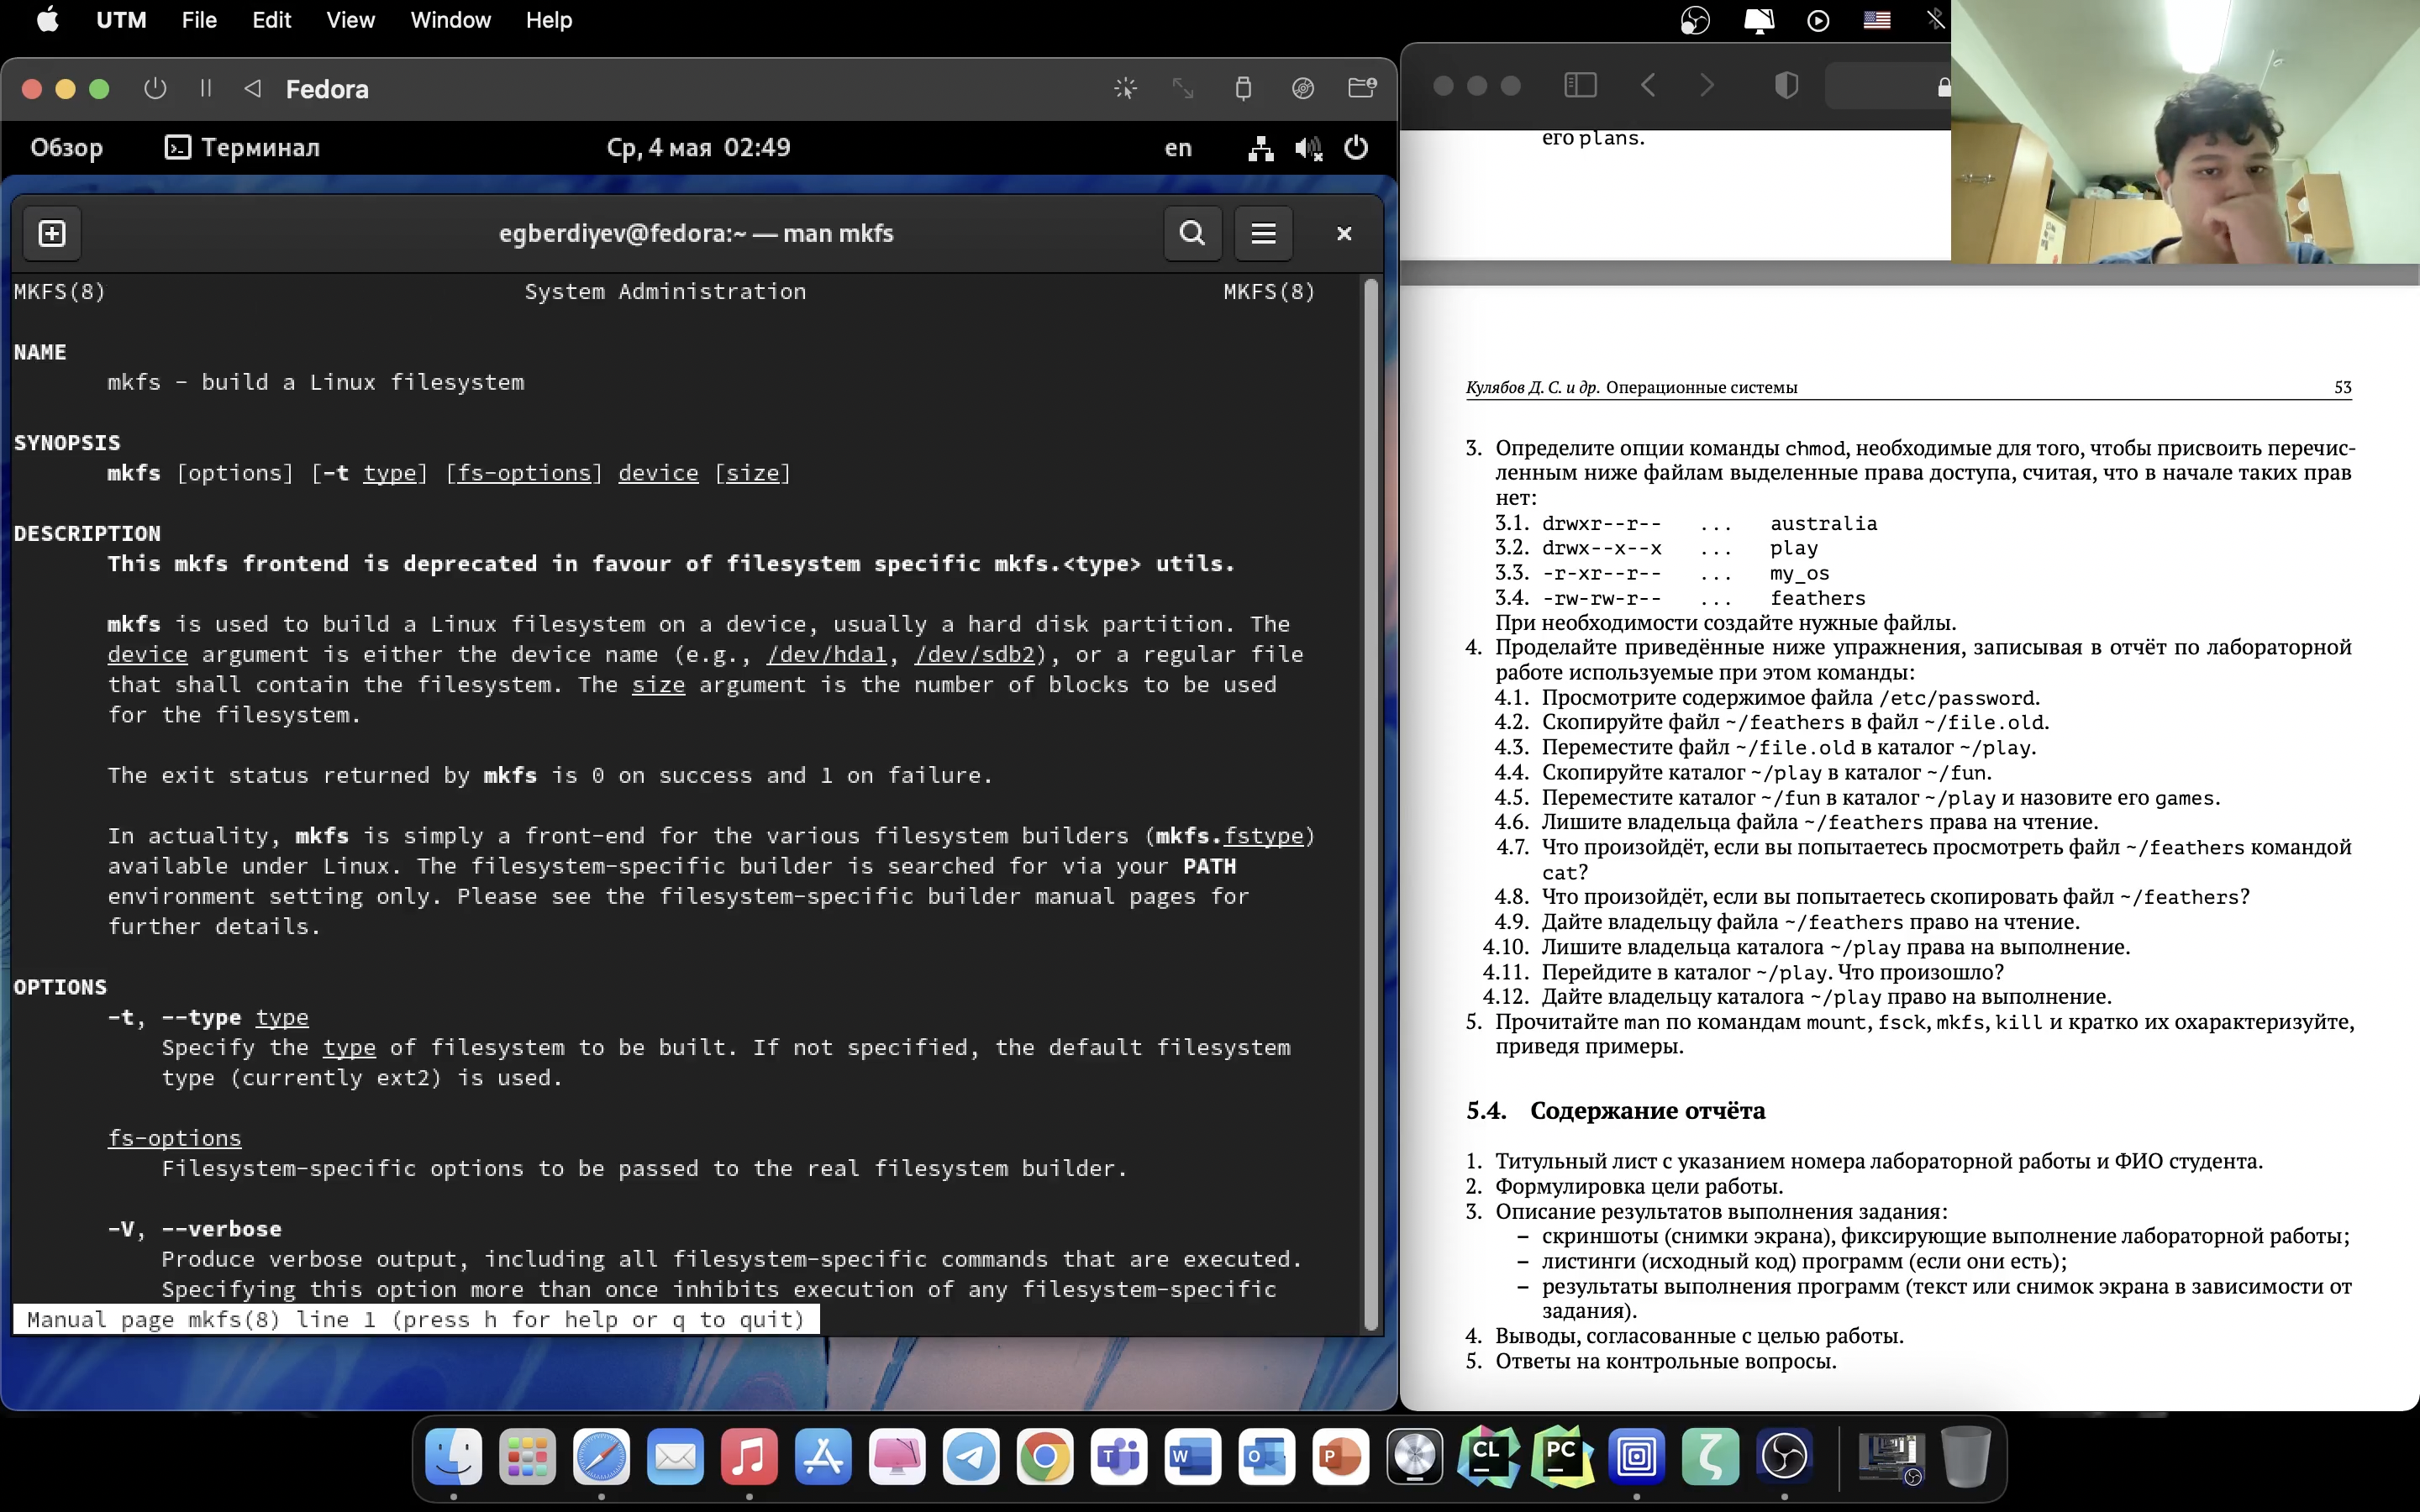 UTM File Edit View Window Help
Fedora
Обзор Терминал Ср, 4 мая 02:49 en
egberdiyev@fedora:~ — man mkfs
MKFS(8) System Administration MKFS(8)
NAME
mkfs - build a Linux filesystem
SYNOPSIS
mkfs [options] [-t type] [fs-options] device [size]
DESCRIPTION
This mkfs frontend is deprecated in favour of filesystem specific mkfs.<type> utils.
mkfs is used to build a Linux filesystem on a device, usually a hard disk partition. The
device argument is either the device name (e.g., /dev/hda1, /dev/sdb2), or a regular file
that shall contain the filesystem. The size argument is the number of blocks to be used
for the filesystem.
The exit status returned by mkfs is 0 on success and 1 on failure.
In actuality, mkfs is simply a front-end for the various filesystem builders (mkfs.fstype)
available under Linux. The filesystem-specific builder is searched for via your PATH
environment setting only. Please see the filesystem-specific builder manual pages for
further details.
OPTIONS
-t, --type type
Specify the type of filesystem to be built. If not specified, the default filesystem
type (currently ext2) is used.
fs-options
Filesystem-specific options to be passed to the real filesystem builder.
-V, --verbose
Produce verbose output, including all filesystem-specific commands that are executed.
Specifying this option more than once inhibits execution of any filesystem-specific
Manual page mkfs(8) line 1 (press h for help or q to quit)
его plans.
Кулябов Д. С. и др. Операционные системы 53
3. Определите опции команды chmod, необходимые для того, чтобы присвоить перечис-
ленным ниже файлам выделенные права доступа, считая, что в начале таких прав
нет:
3.1. drwxr--r-- ... australia
3.2. drwx--x--x ... play
3.3. -r-xr--r-- ... my_os
3.4. -rw-rw-r-- ... feathers
При необходимости создайте нужные файлы.
4. Проделайте приведённые ниже упражнения, записывая в отчёт по лабораторной
работе используемые при этом команды:
4.1. Просмотрите содержимое файла /etc/password.
4.2. Скопируйте файл ~/feathers в файл ~/file.old.
4.3. Переместите файл ~/file.old в каталог ~/play.
4.4. Скопируйте каталог ~/play в каталог ~/fun.
4.5. Переместите каталог ~/fun в каталог ~/play и назовите его games.
4.6. Лишите владельца файла ~/feathers права на чтение.
4.7. Что произойдёт, если вы попытаетесь просмотреть файл ~/feathers командой
cat?
4.8. Что произойдёт, если вы попытаетесь скопировать файл ~/feathers?
4.9. Дайте владельцу файла ~/feathers право на чтение.
4.10. Лишите владельца каталога ~/play права на выполнение.
4.11. Перейдите в каталог ~/play. Что произошло?
4.12. Дайте владельцу каталога ~/play право на выполнение.
5. Прочитайте man по командам mount, fsck, mkfs, kill и кратко их охарактеризуйте,
приведя примеры.
5.4. Содержание отчёта
1. Титульный лист с указанием номера лабораторной работы и ФИО студента.
2. Формулировка цели работы.
3. Описание результатов выполнения задания:
– скриншоты (снимки экрана), фиксирующие выполнение лабораторной работы;
– листинги (исходный код) программ (если они есть);
– результаты выполнения программ (текст или снимок экрана в зависимости от
задания).
4. Выводы, согласованные с целью работы.
5. Ответы на контрольные вопросы.
T W O P CL PC